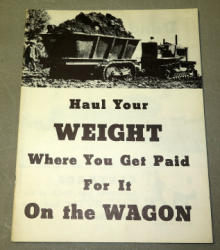 Haul Your
WEIGHT
Where You Get Paid
For It
On the WAGON